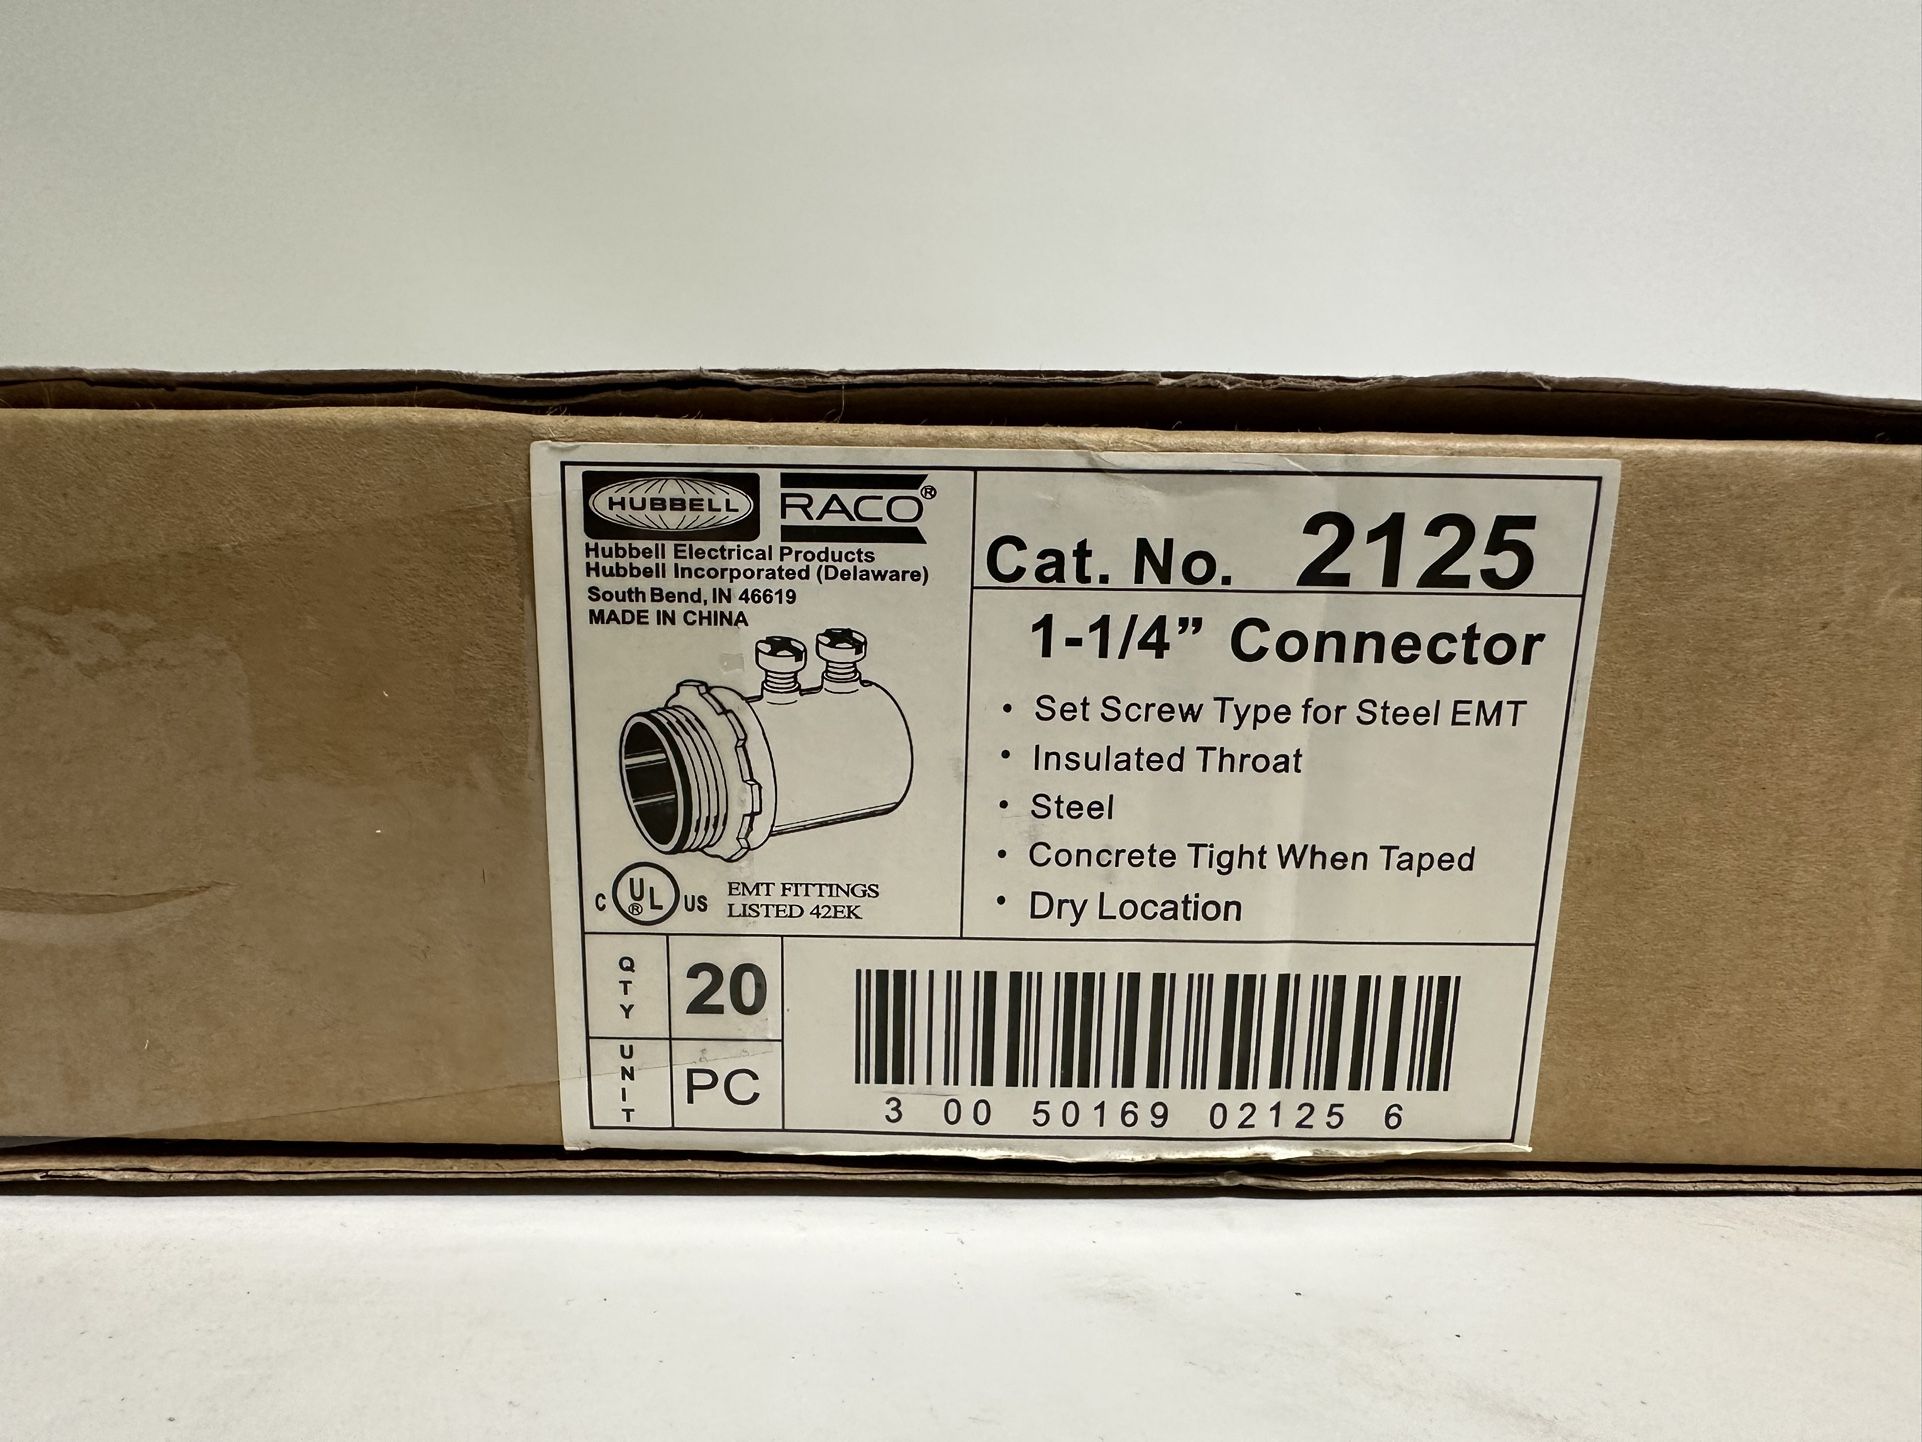 HUBBELL RACO®
Hubbell Electrical Products
Hubbell Incorporated (Delaware)
South Bend, IN 46619
MADE IN CHINA
C UL® US
EMT FITTINGS
LISTED 42EK
Cat. No. 2125
1-1/4” Connector
• Set Screw Type for Steel EMT
• Insulated Throat
• Steel
• Concrete Tight When Taped
• Dry Location
QTY 20
UNIT PC
3 00 50169 02125 6